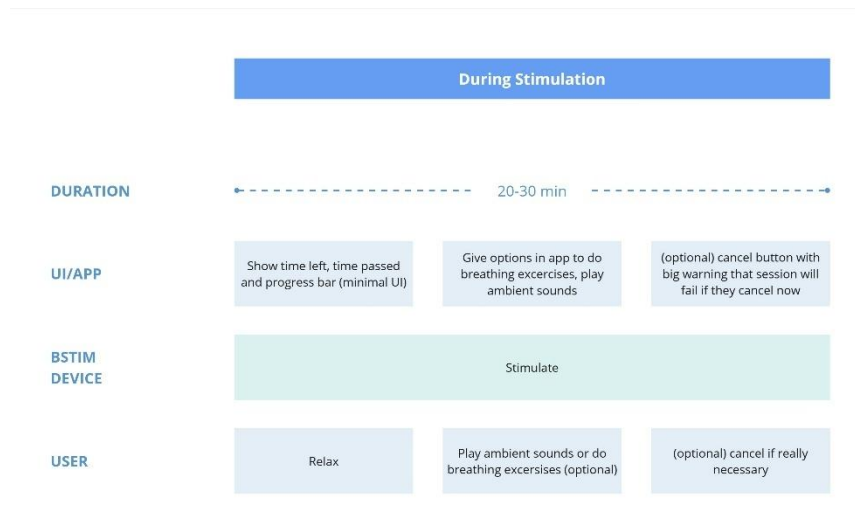 During Stimulation
DURATION
20-30 min
UI/APP
Show time left, time passed
and progress bar (minimal UI)
Give options in app to do
breathing excercises, play
ambient sounds
(optional) cancel button with
big warning that session will
fail if they cancel now
BSTIM
DEVICE
Stimulate
USER
Relax
Play ambient sounds or do
breathing excersises (optional)
(optional) cancel if really
necessary